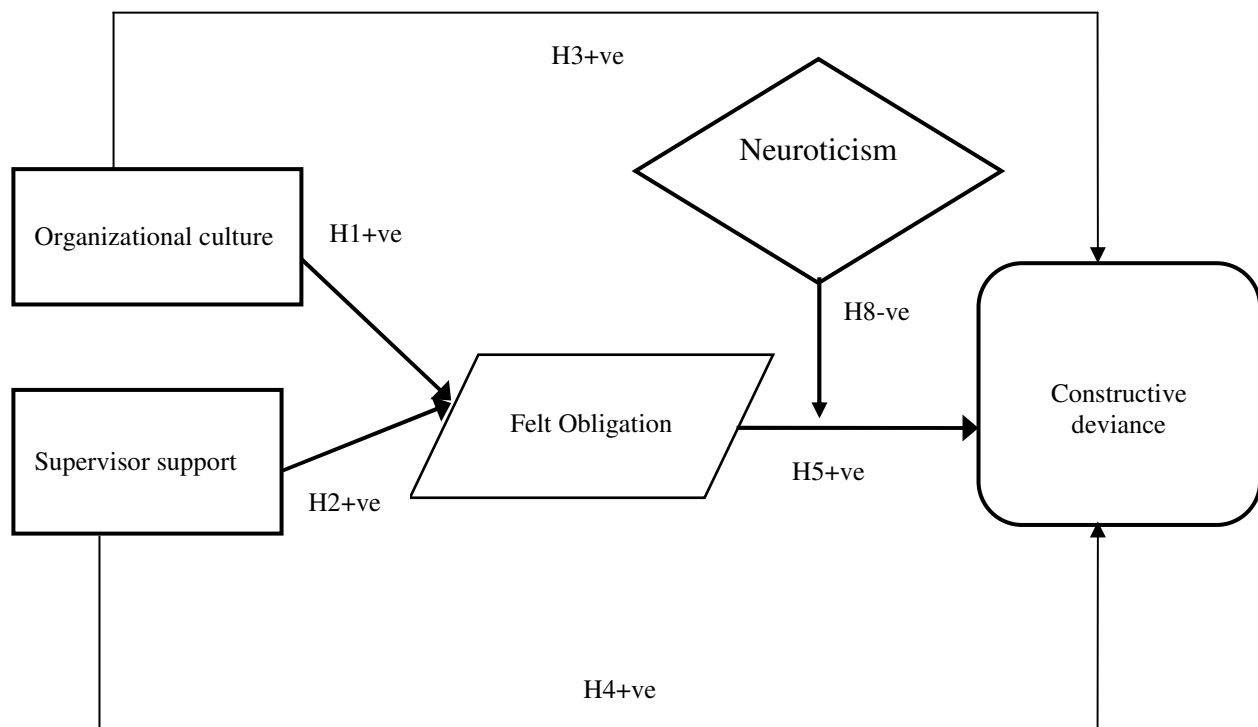 H3+ve
Neuroticism
Organizational culture
H1+ve
H8-ve
Constructive
deviance
Felt Obligation
Supervisor support
H5+ve
H2+ve
H4+ve